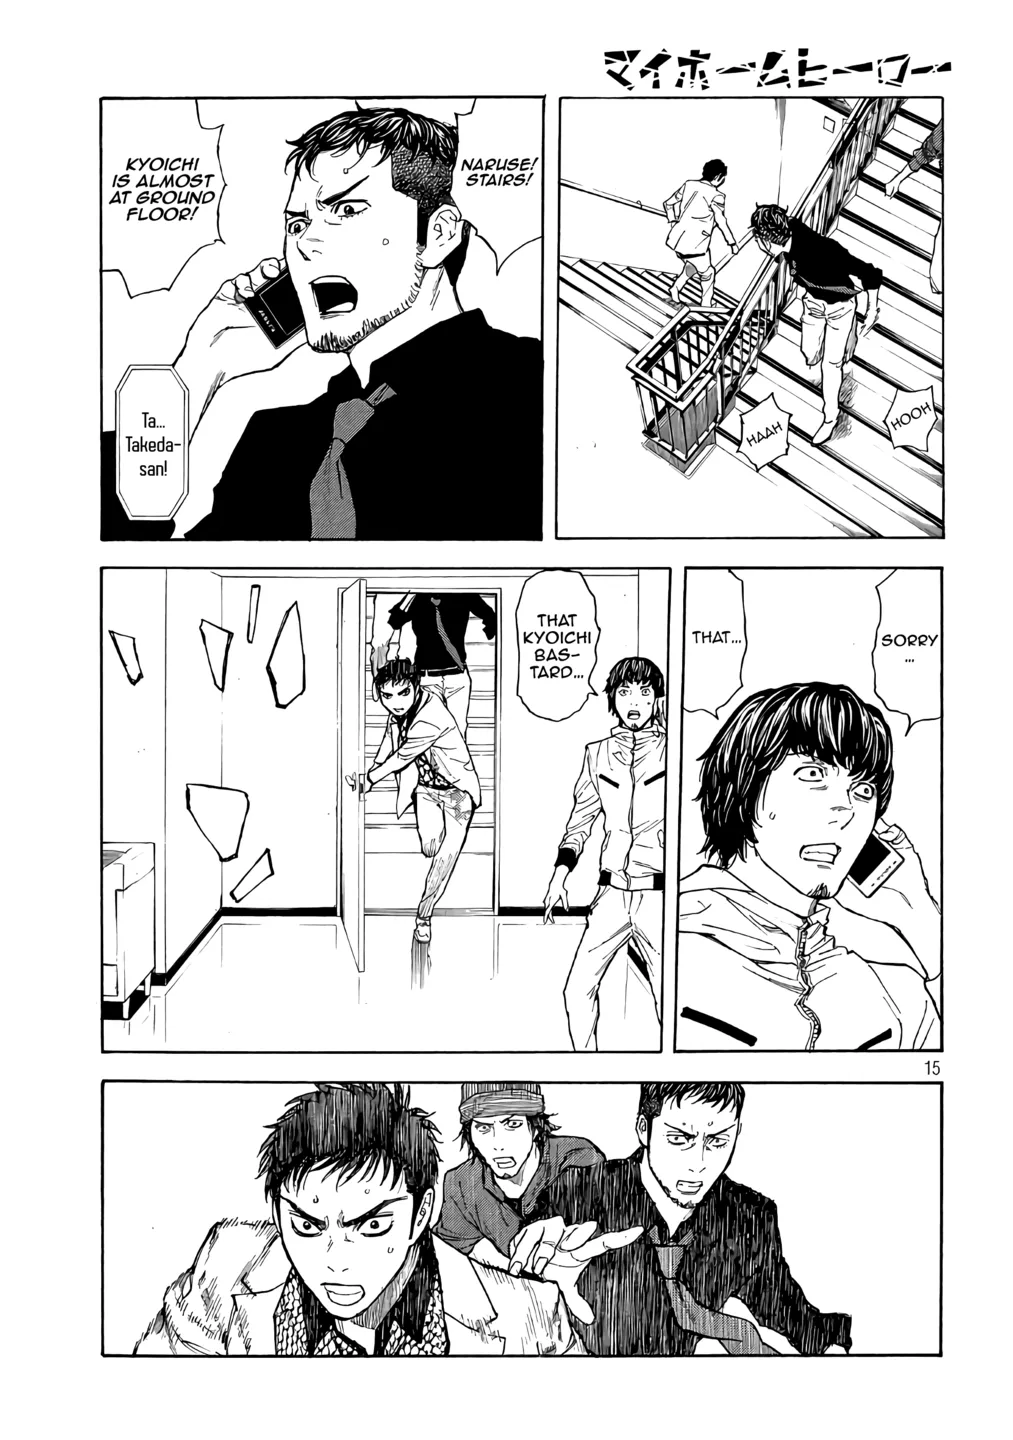 マイホームヒーロー
HOOH
HAAH
NARUSE!
STAIRS!
KYOICHI
IS ALMOST
AT GROUND
FLOOR!
Ta...
Takeda-
san!
SORRY
...
THAT...
THAT
KYOICHI
BAS-
TARD...
15